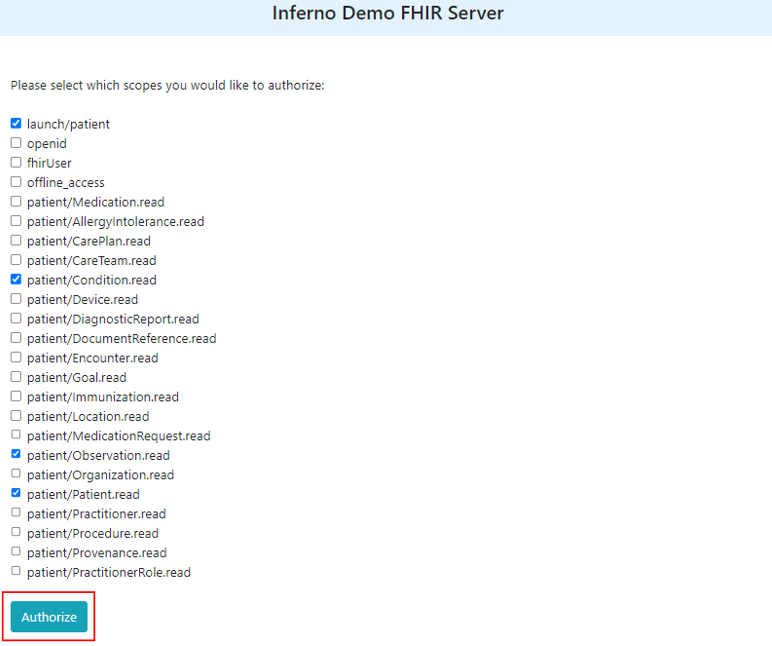 Inferno Demo FHIR Server
Please select which scopes you would like to authorize:
launch/patient
openid
fhirUser
offline_access
patient/Medication.read
patient/AllergyIntolerance.read
patient/CarePlan.read
patient/CareTeam.read
patient/Condition.read
patient/Device.read
patient/DiagnosticReport.read
patient/DocumentReference.read
patient/Encounter.read
patient/Goal.read
patient/Immunization.read
patient/Location.read
patient/MedicationRequest.read
patient/Observation.read
patient/Organization.read
patient/Patient.read
patient/Practitioner.read
patient/Procedure.read
patient/Provenance.read
patient/PractitionerRole.read
Authorize